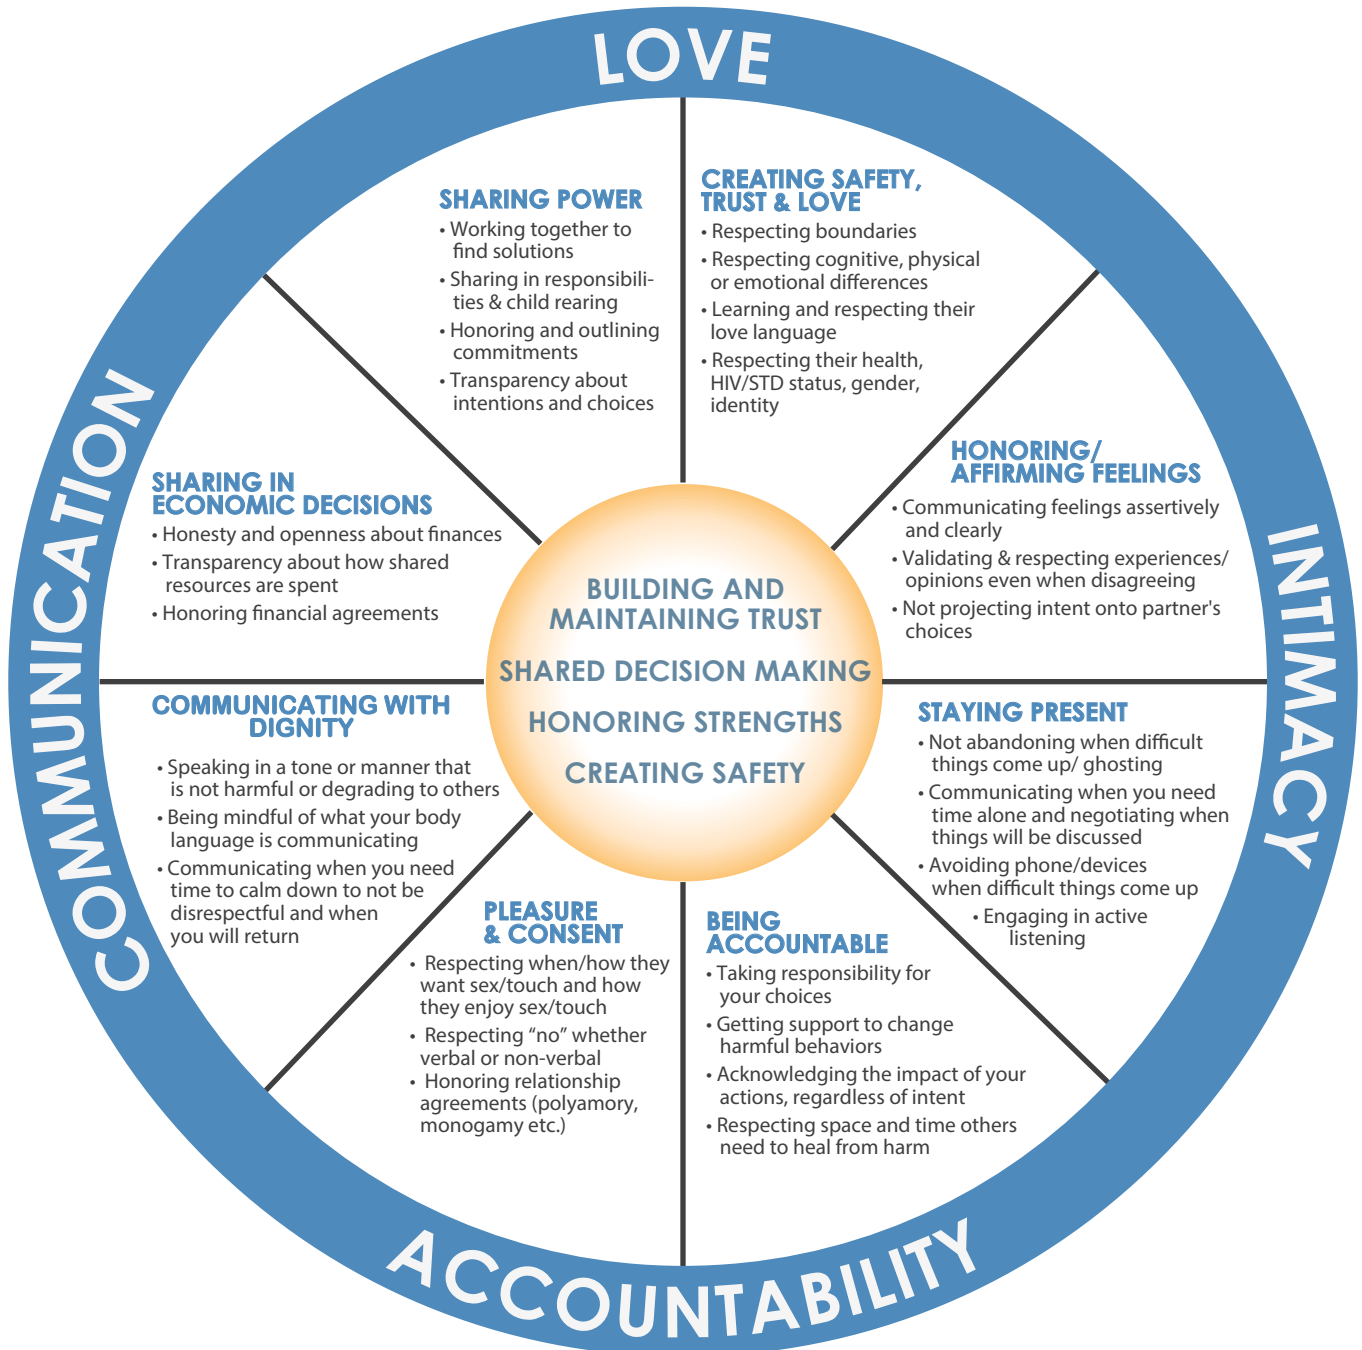 LOVE
SHARING POWER
• Working together to
find solutions
• Sharing in responsibili-
ties & child rearing
• Honoring and outlining
commitments
• Transparency about
intentions and choices
CREATING SAFETY,
TRUST & LOVE
• Respecting boundaries
• Respecting cognitive, physical
or emotional differences
• Learning and respecting their
love language
• Respecting their health,
HIV/STD status, gender,
identity
HONORING/
AFFIRMING FEELINGS
• Communicating feelings assertively
and clearly
• Validating & respecting experiences/
opinions even when disagreeing
• Not projecting intent onto partner's
choices
INTIMACY
STAYING PRESENT
• Not abandoning when difficult
things come up/ ghosting
• Communicating when you need
time alone and negotiating when
things will be discussed
• Avoiding phone/devices
when difficult things come up
• Engaging in active
listening
BEING
ACCOUNTABLE
• Taking responsibility for
your choices
• Getting support to change
harmful behaviors
• Acknowledging the impact of your
actions, regardless of intent
• Respecting space and time others
need to heal from harm
ACCOUNTABILITY
PLEASURE
& CONSENT
• Respecting when/how they
want sex/touch and how
they enjoy sex/touch
• Respecting “no” whether
verbal or non-verbal
• Honoring relationship
agreements (polyamory,
monogamy etc.)
COMMUNICATING WITH
DIGNITY
• Speaking in a tone or manner that
is not harmful or degrading to others
• Being mindful of what your body
language is communicating
• Communicating when you need
time to calm down to not be
disrespectful and when
you will return
COMMUNICATION
SHARING IN
ECONOMIC DECISIONS
• Honesty and openness about finances
• Transparency about how shared
resources are spent
• Honoring financial agreements
BUILDING AND
MAINTAINING TRUST
SHARED DECISION MAKING
HONORING STRENGTHS
CREATING SAFETY